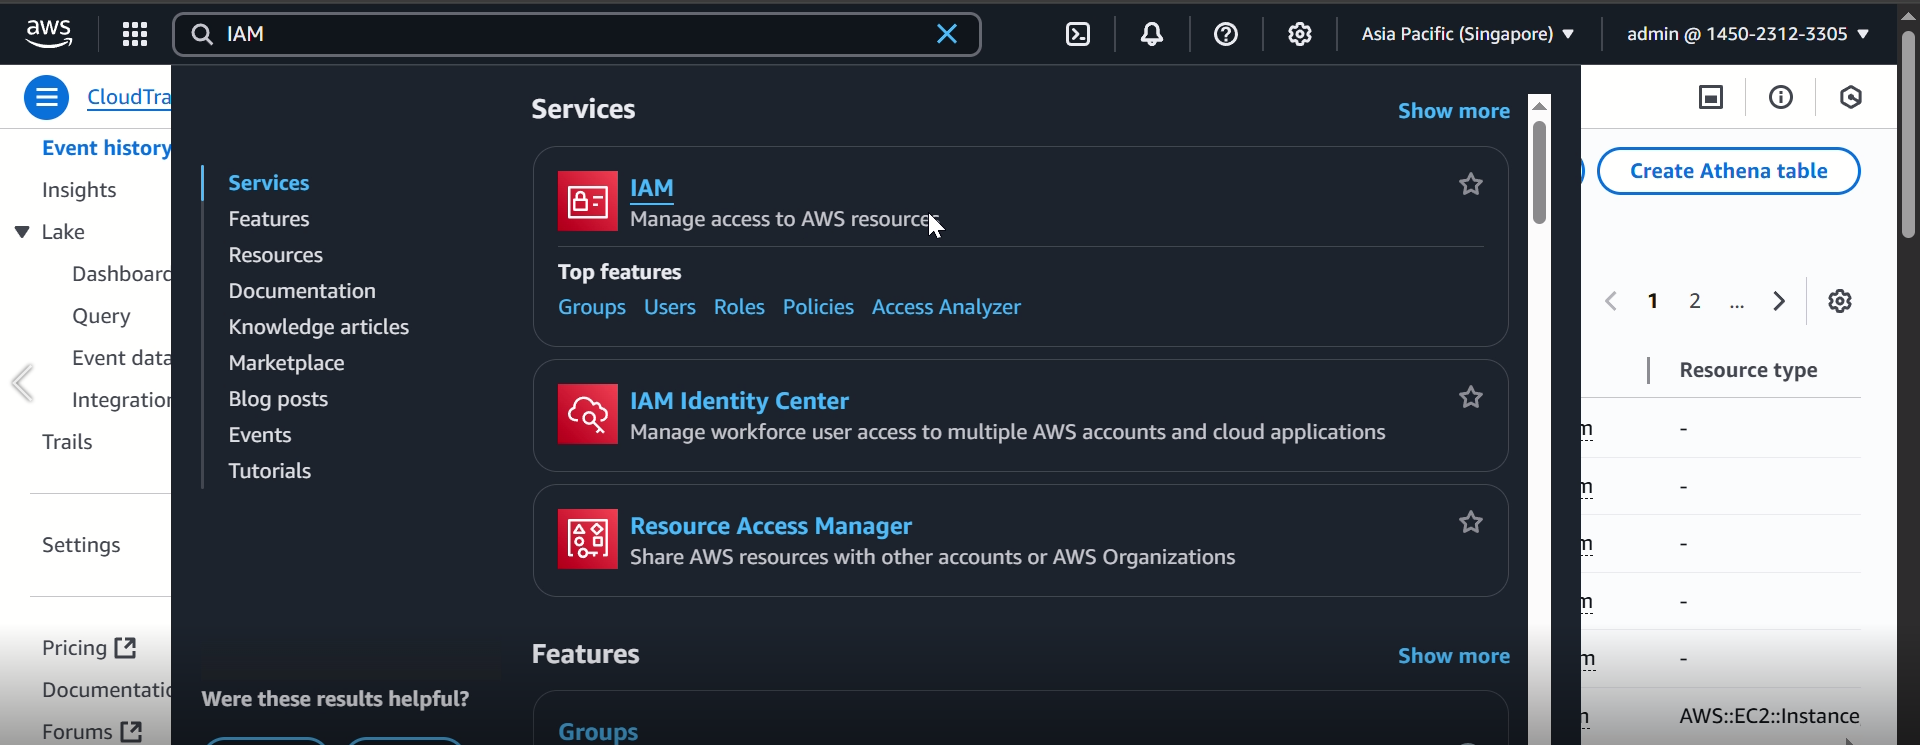 aws
IAM
Asia Pacific (Singapore)
admin @ 1450-2312-3305
CloudTra
Event history
Insights
Lake
Dashboard
Query
Event data
Integration
Trails
Settings
Pricing
Documentatio
Forums
Services
Features
Resources
Documentation
Knowledge articles
Marketplace
Blog posts
Events
Tutorials
Were these results helpful?
Services
Show more
IAM
Manage access to AWS resources
Top features
Groups Users Roles Policies Access Analyzer
IAM Identity Center
Manage workforce user access to multiple AWS accounts and cloud applications
Resource Access Manager
Share AWS resources with other accounts or AWS Organizations
Features
Show more
Groups
Create Athena table
1 2 ...
Resource type
m -
m -
m -
m -
m -
n AWS::EC2::Instance